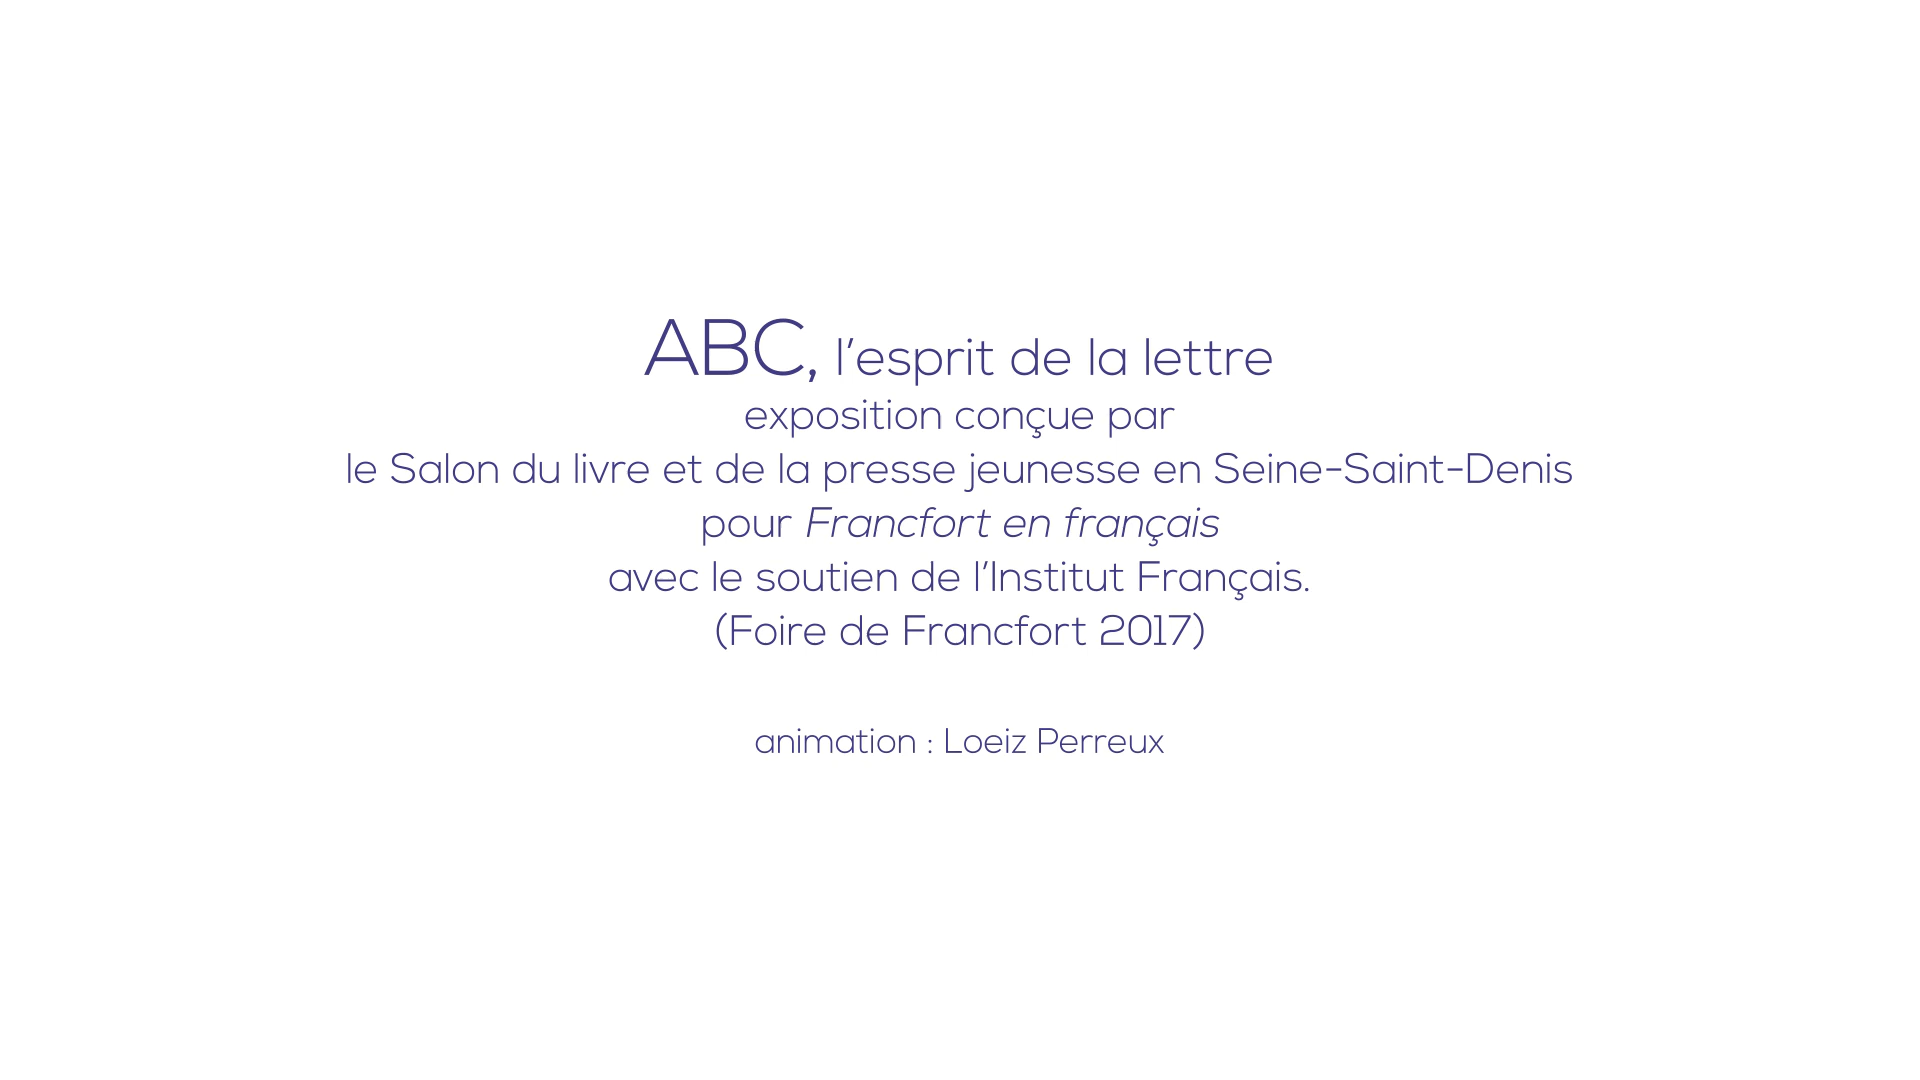 ABC, l’esprit de la lettre
exposition conçue par
le Salon du livre et de la presse jeunesse en Seine-Saint-Denis
pour Francfort en français
avec le soutien de l’Institut Français.
(Foire de Francfort 2017)
animation : Loeiz Perreux